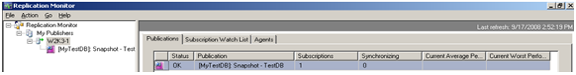 Replication Monitor
File Action Go Help
Replication Monitor
My Publishers
W2K3-1
[MyTestDB]: Snapshot - Test
Last refresh: 9/17/2008 2:52:19 PM
Publications Subscription Watch List Agents
Status Publication Subscriptions Synchronizing Current Average Pe... Current Worst Perfo...
OK [MyTestDB]: Snapshot - TestDB 1 0